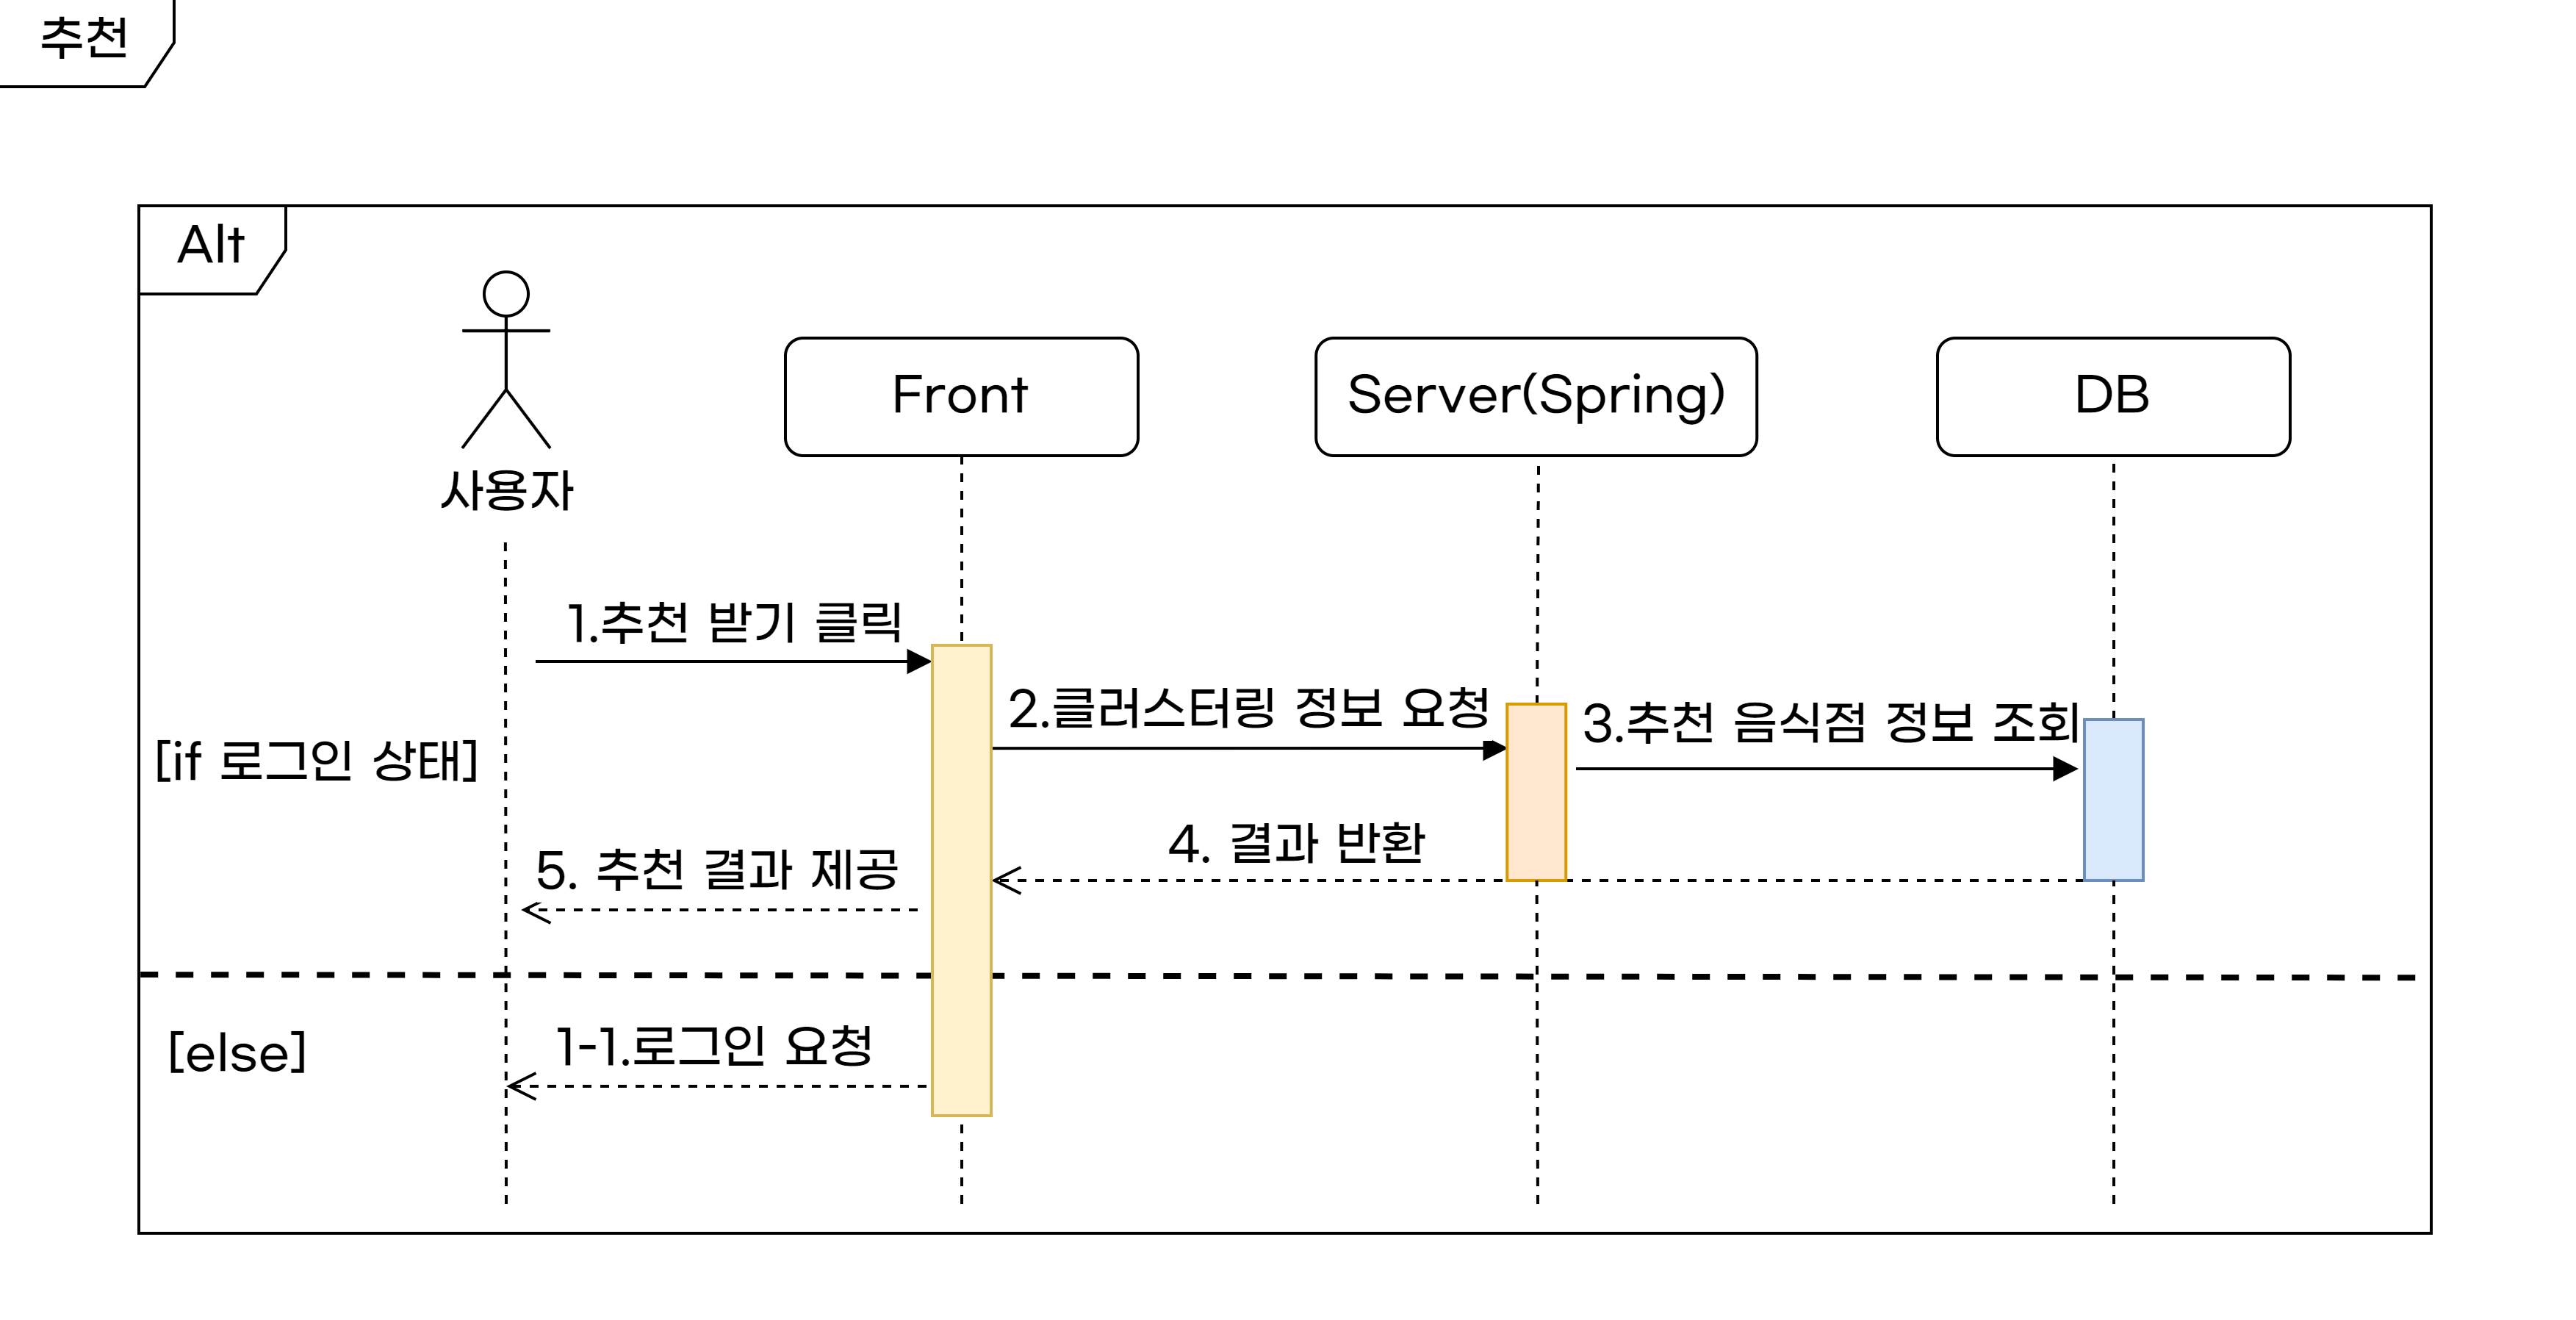 추천
Alt
Front
Server(Spring)
DB
사용자
1.추천 받기 클릭
2.클러스터링 정보 요청
3.추천 음식점 정보 조회
[if 로그인 상태]
4. 결과 반환
5. 추천 결과 제공
[else]
1-1.로그인 요청